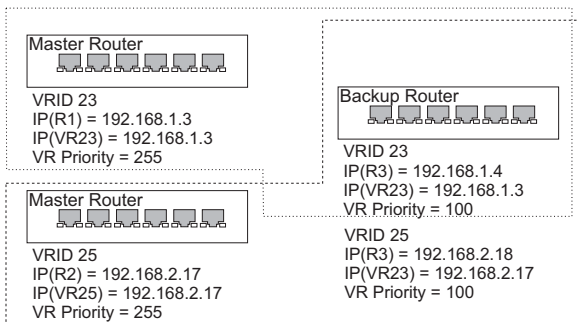 Master Router
VRID 23
IP(R1) = 192.168.1.3
IP(VR23) = 192.168.1.3
VR Priority = 255
Master Router
VRID 25
IP(R2) = 192.168.2.17
IP(VR25) = 192.168.2.17
VR Priority = 255
Backup Router
VRID 23
IP(R3) = 192.168.1.4
IP(VR23) = 192.168.1.3
VR Priority = 100
VRID 25
IP(R3) = 192.168.2.18
IP(VR23) = 192.168.2.17
VR Priority = 100